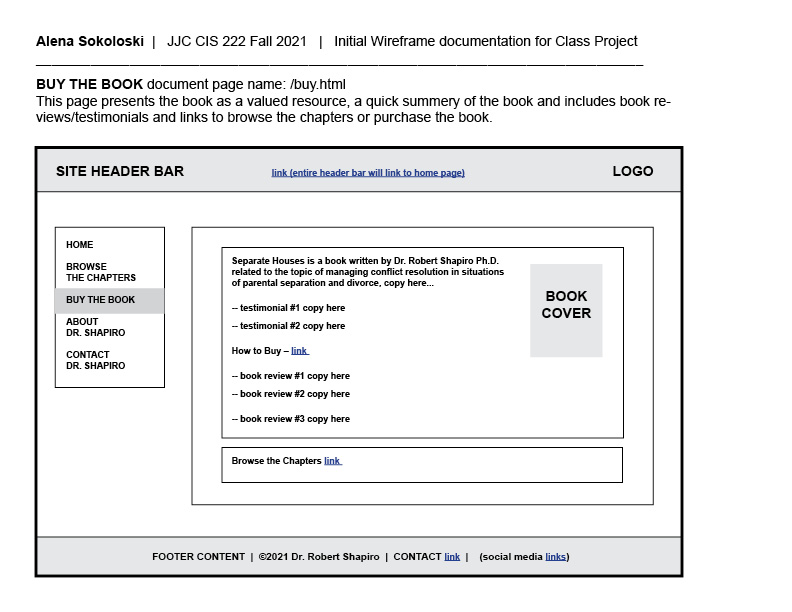 Alena Sokoloski | JJC CIS 222 Fall 2021 | Initial Wireframe documentation for Class Project
BUY THE BOOK document page name: /buy.html
This page presents the book as a valued resource, a quick summery of the book and includes book re-
views/testimonials and links to browse the chapters or purchase the book.
SITE HEADER BAR link (entire header bar will link to home page) LOGO
HOME
BROWSE
THE CHAPTERS
BUY THE BOOK
ABOUT
DR. SHAPIRO
CONTACT
DR. SHAPIRO
Separate Houses is a book written by Dr. Robert Shapiro Ph.D.
related to the topic of managing conflict resolution in situations
of parental separation and divorce, copy here...
-- testimonial #1 copy here
-- testimonial #2 copy here
How to Buy – link
-- book review #1 copy here
-- book review #2 copy here
-- book review #3 copy here
BOOK
COVER
Browse the Chapters link
FOOTER CONTENT | ©2021 Dr. Robert Shapiro | CONTACT link | (social media links)